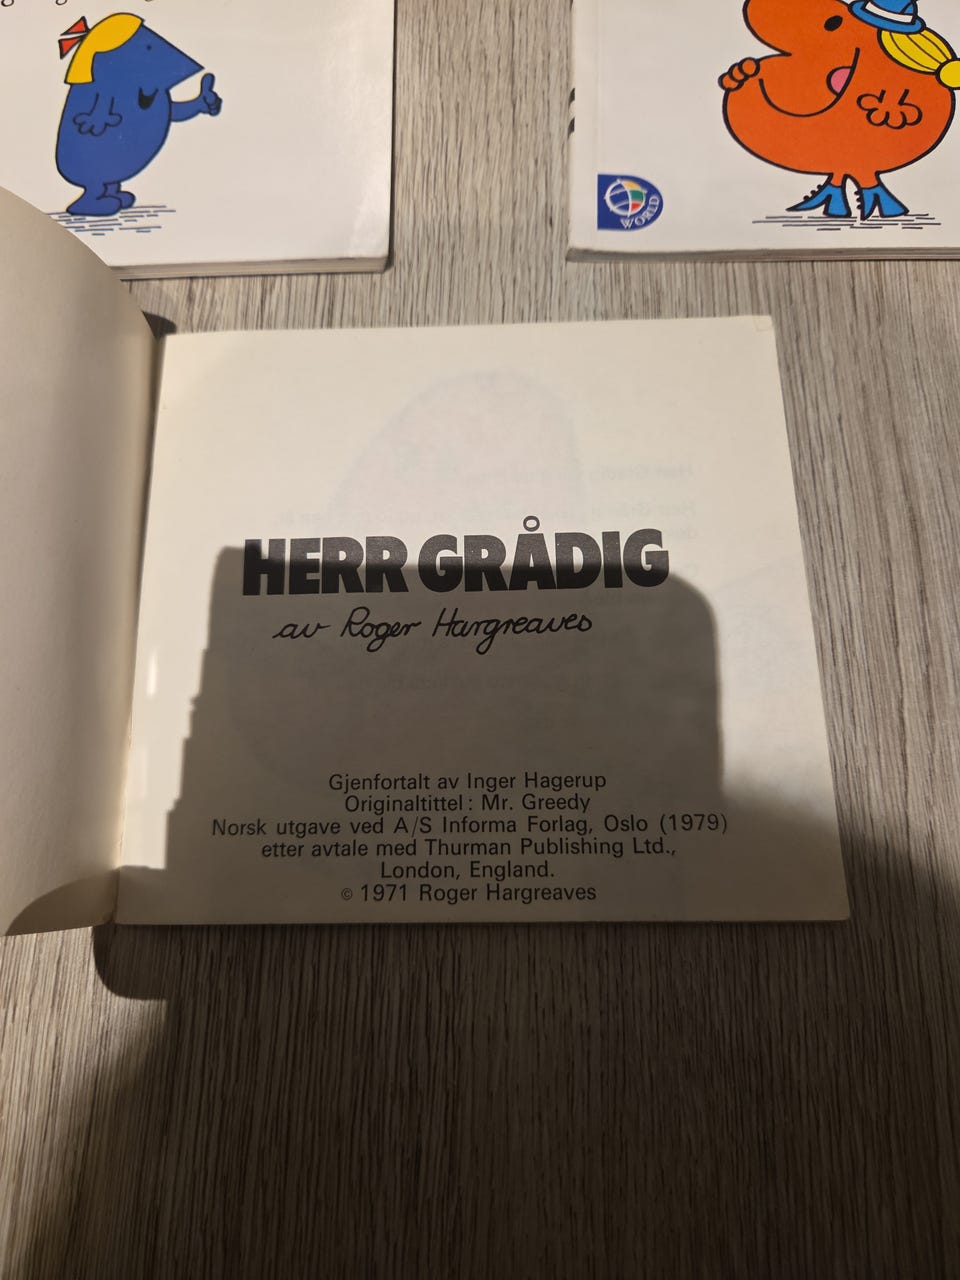 WORLD
HERR GRÅDIG
av Roger Hargreaves
Gjenfortalt av Inger Hagerup
Originaltittel: Mr. Greedy
Norsk utgave ved A/S Informa Forlag, Oslo (1979)
etter avtale med Thurman Publishing Ltd.,
London, England.
© 1971 Roger Hargreaves